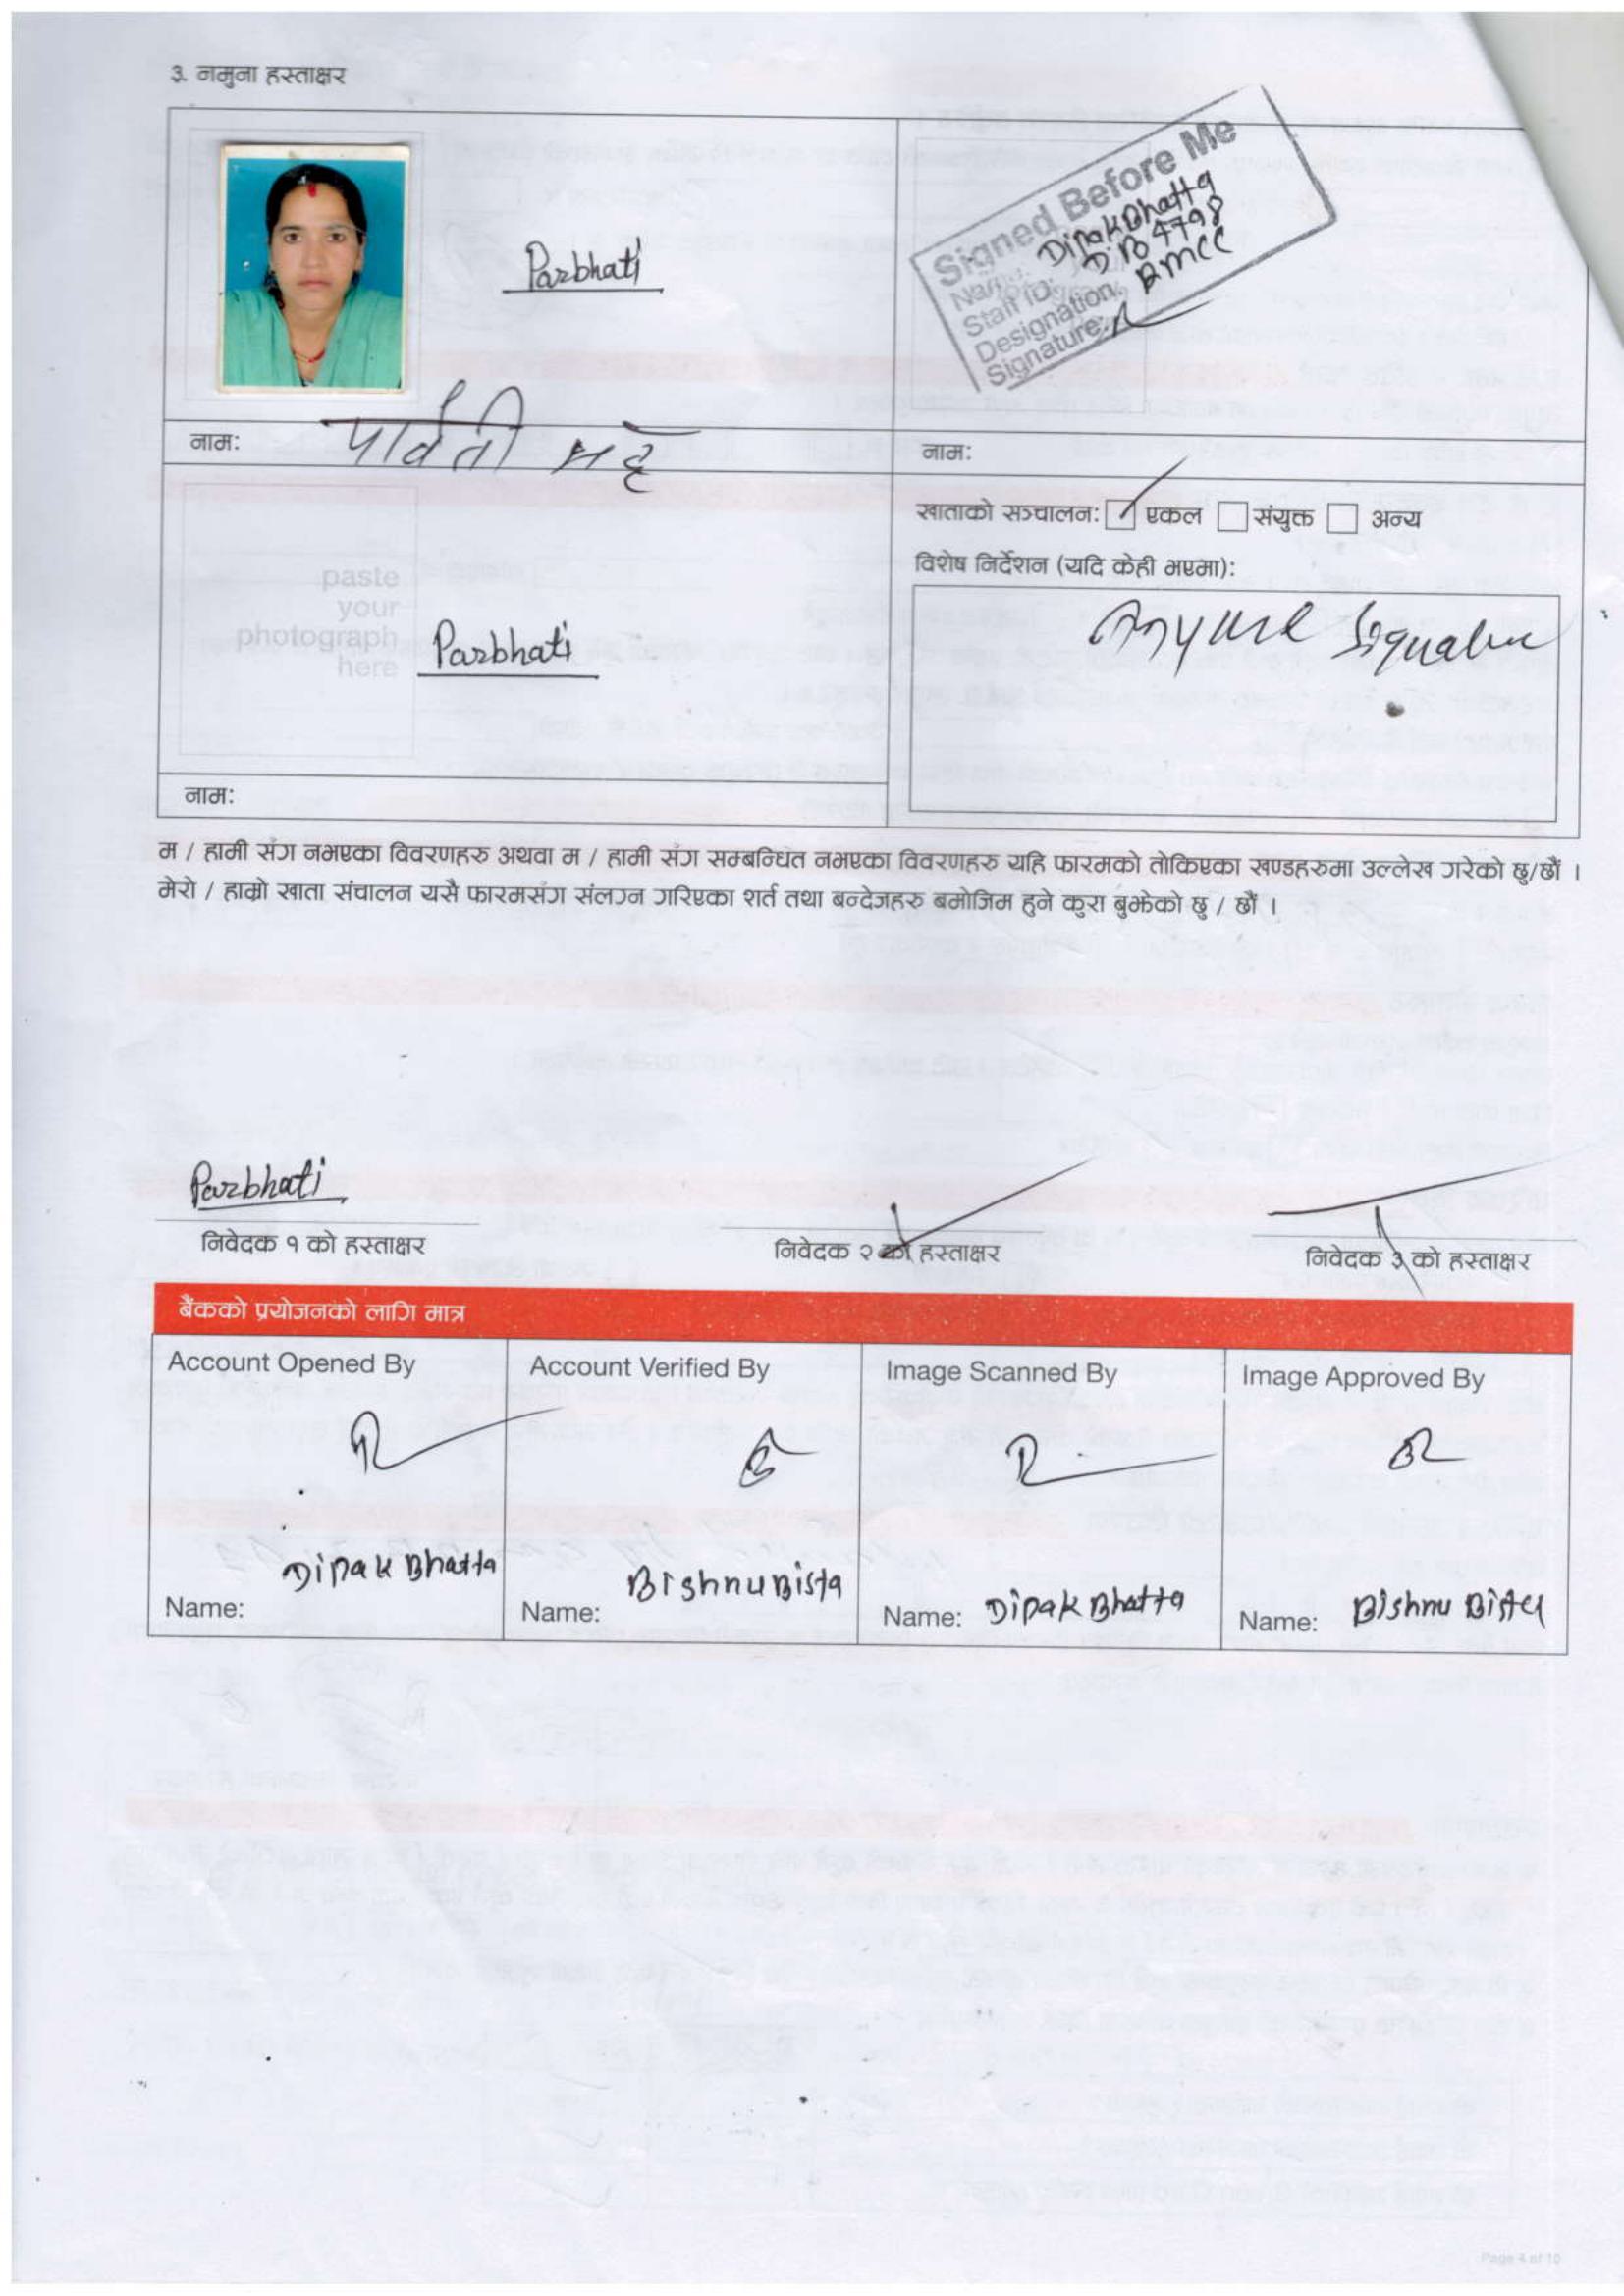 ३. नमुना हस्ताक्षर
Parbhati
Signed Before Me
Name: Dipak Bhatta
Staff ID: DB 4798
Designation: BMCC
Signature:
नाम: पार्वती भट्ट
नाम:
खाताको सञ्चालन: एकल संयुक्त अन्य
विशेष निर्देशन (यदि केही भएमा):
paste
your
photograph
here
Parbhati
Anyone Signature
नाम:
म / हामी संग नभएका विवरणहरु अथवा म / हामी संग सम्बन्धित नभएका विवरणहरु यहि फारमको तोकिएका खण्डहरुमा उल्लेख गरेको छु/छौं ।
मेरो / हाम्रो खाता संचालन यसै फारमसंग संलग्न गरिएका शर्त तथा बन्देजहरु बमोजिम हुने कुरा बुझेको छु / छौं ।
Parbhati
निवेदक १ को हस्ताक्षर निवेदक २ को हस्ताक्षर निवेदक ३ को हस्ताक्षर
बैंकको प्रयोजनको लागि मात्र
Account Opened By Account Verified By Image Scanned By Image Approved By
Name: Dipak Bhatta Name: Bishnu Bista Name: Dipak Bhatta Name: Bishnu Bista
Page 4 of 10